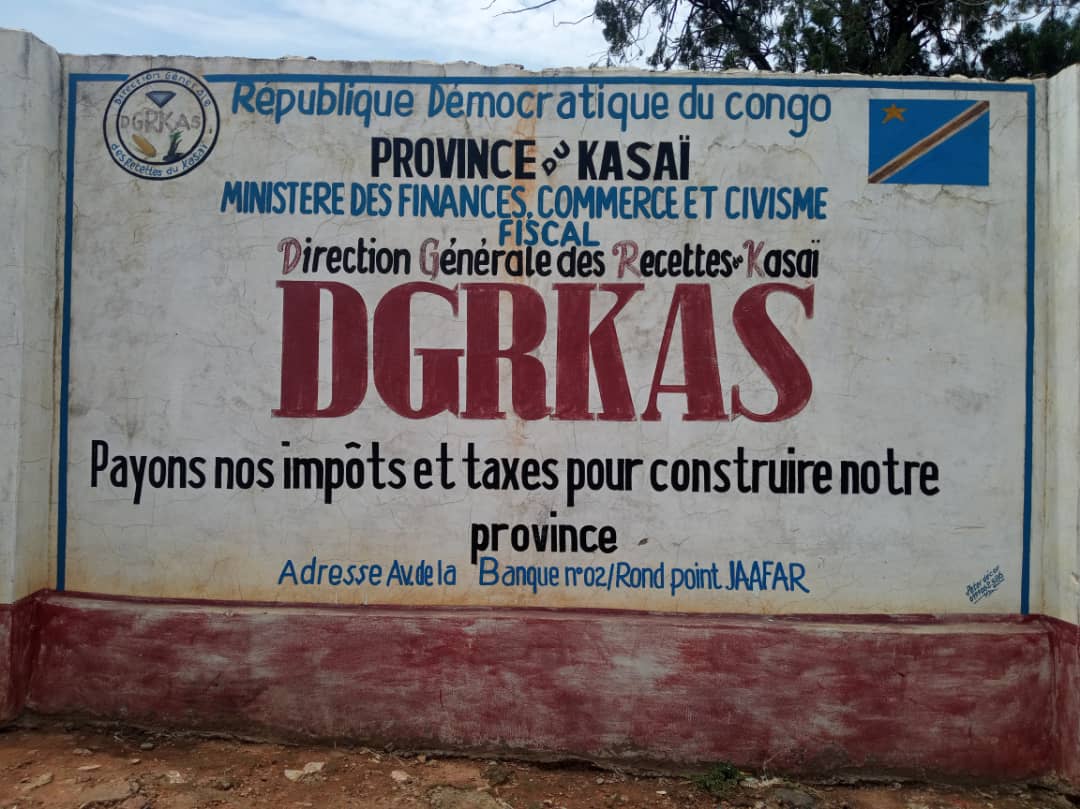 Direction Générale
DGRKAS
des Recettes du Kasaï
République Démocratique du congo
PROVINCE DU KASAÏ
MINISTERE DES FINANCES, COMMERCE ET CIVISME
FISCAL
Direction Générale des Recettes du Kasaï
DGRKAS
Payons nos impôts et taxes pour construire notre
province
Adresse Av. de la Banque n°02/Rond point JAAFAR